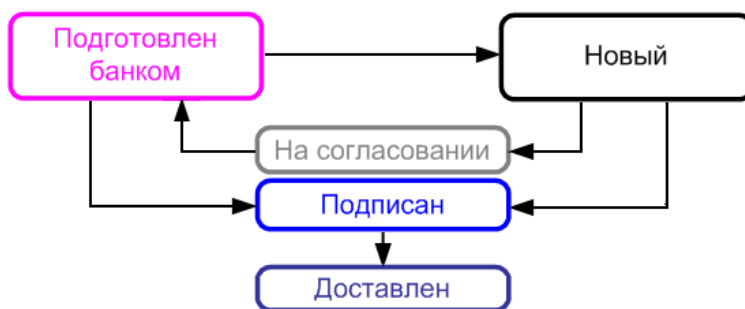 Подготовлен
банком
Новый
На согласовании
Подписан
Доставлен